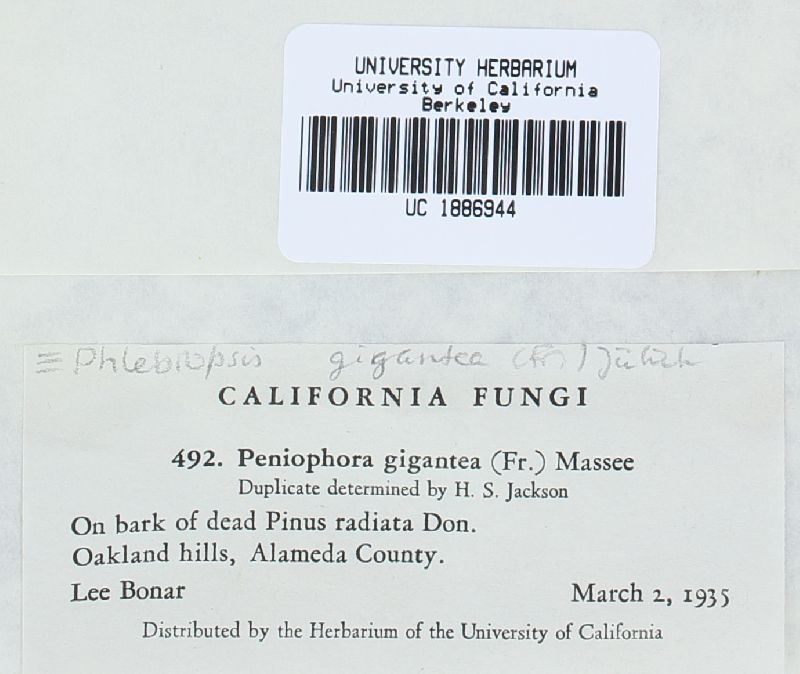 UNIVERSITY HERBARIUM
University of California
Berkeley
UC 1886944
≡ Phlebiopsis gigantea (Fr.) Jülich
CALIFORNIA FUNGI
492. Peniophora gigantea (Fr.) Massee
Duplicate determined by H. S. Jackson
On bark of dead Pinus radiata Don.
Oakland hills, Alameda County.
Lee Bonar March 2, 1935
Distributed by the Herbarium of the University of California